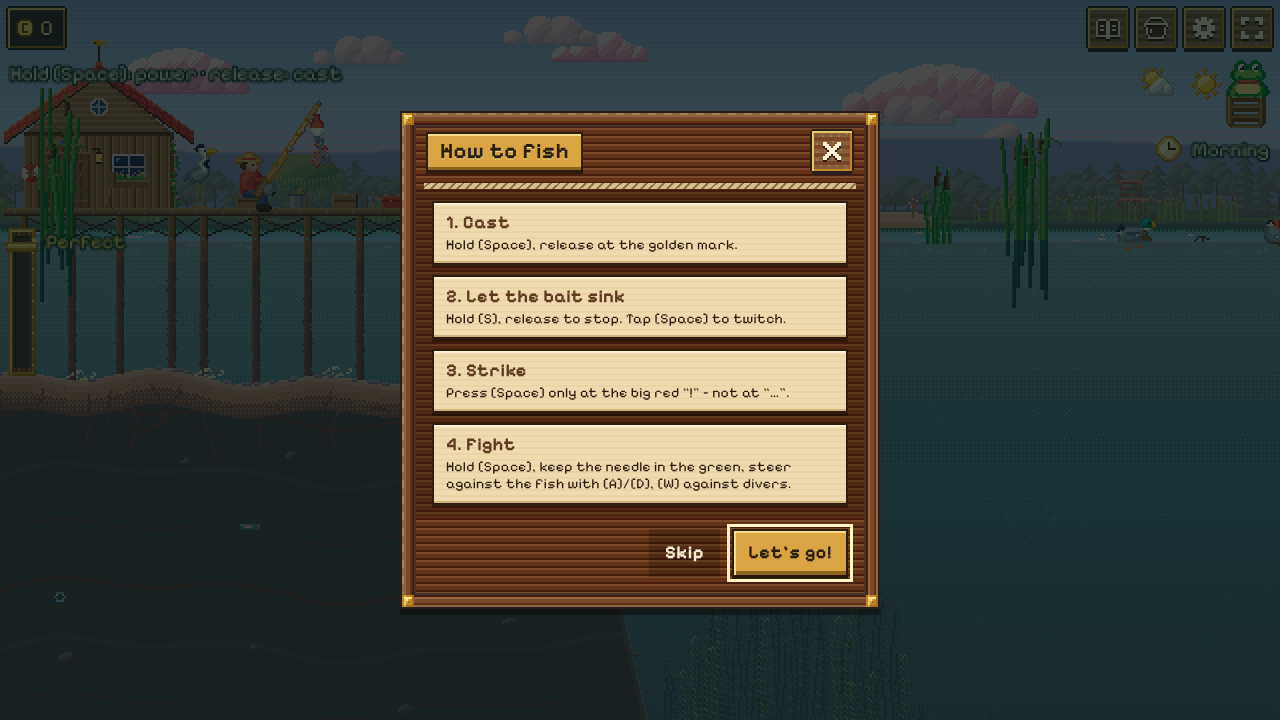 C 0
Hold [Space]: power · release: cast
Morning
Perfect
How to fish
1. Cast
Hold [Space], release at the golden mark.
2. Let the bait sink
Hold [S], release to stop. Tap [Space] to twitch.
3. Strike
Press [Space] only at the big red "!" - not at "...".
4. Fight
Hold [Space], keep the needle in the green, steer
against the fish with [A]/[D], [W] against divers.
Skip
Let's go!